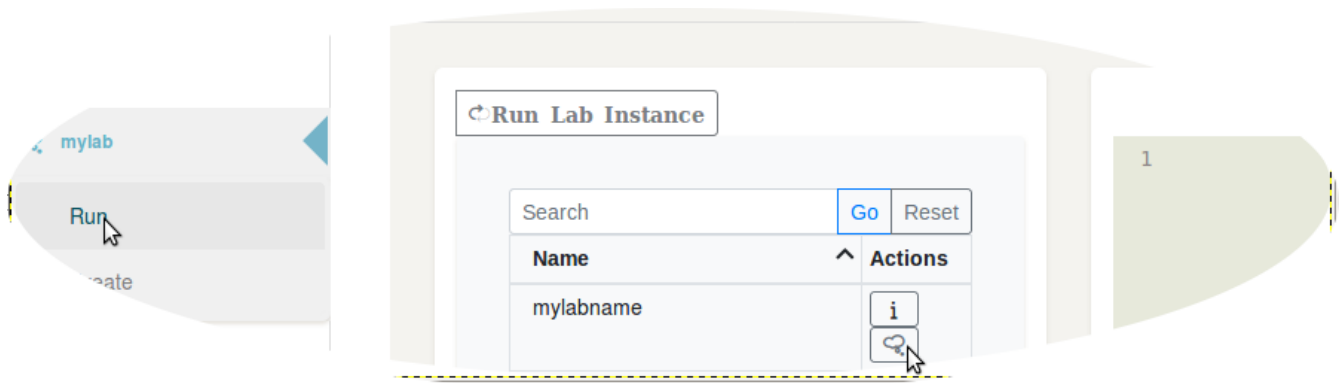 mylab
Run
Run Lab Instance
Search Go Reset
Name Actions
mylabname i
1